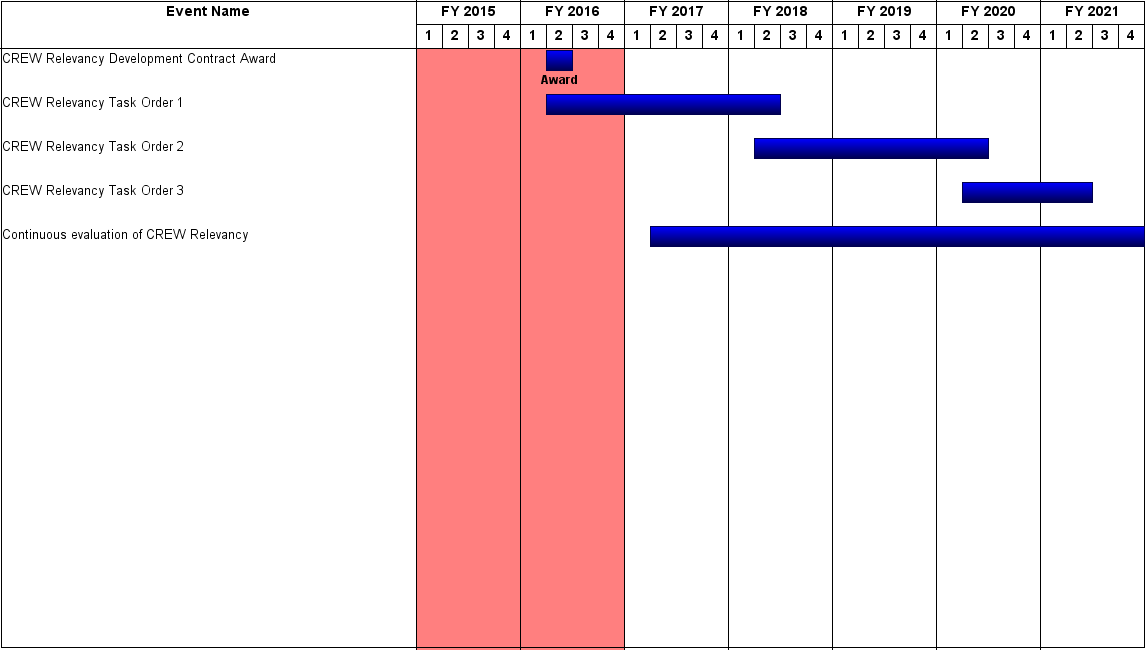 Event Name FY 2015 FY 2016 FY 2017 FY 2018 FY 2019 FY 2020 FY 2021
1 2 3 4 1 2 3 4 1 2 3 4 1 2 3 4 1 2 3 4 1 2 3 4 1 2 3 4
CREW Relevancy Development Contract Award
Award
CREW Relevancy Task Order 1
CREW Relevancy Task Order 2
CREW Relevancy Task Order 3
Continuous evaluation of CREW Relevancy